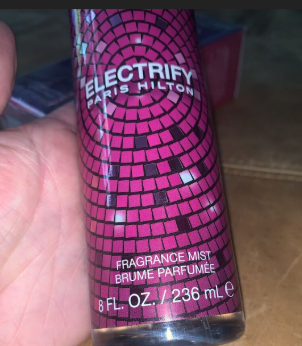 ELECTRIFY
PARIS HILTON
FRAGRANCE MIST
BRUME PARFUMÉE
8 FL. OZ. / 236 mL ℮